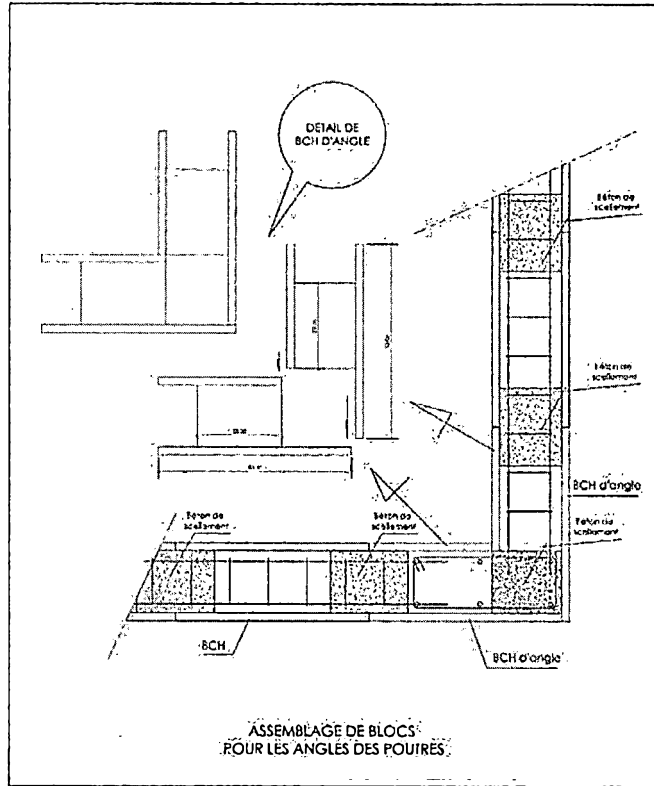 DETAIL DE
BCH D'ANGLE
Béton de
scellement
Béton de
scellement
BCH d'angle
Béton de
scellement
Béton de
scellement
Béton de
scellement
BCH
BCH d'angle
ASSEMBLAGE DE BLOCS
POUR LES ANGLES DES POUTRES